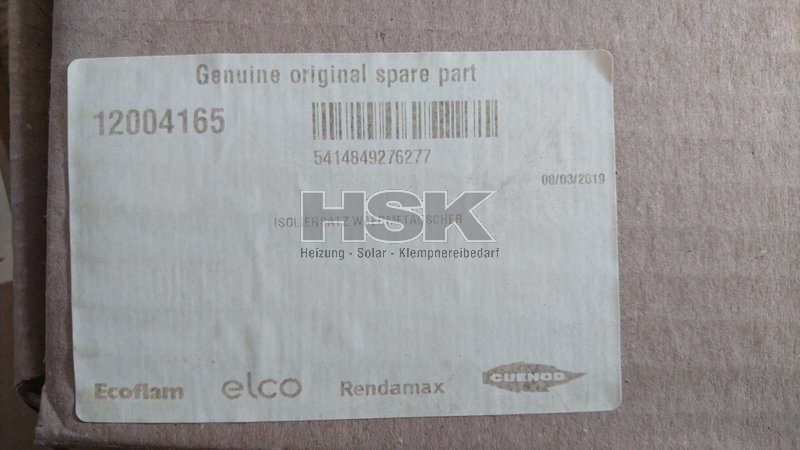 Genuine original spare part
12004165
5414849276277
08/03/2019
HSK
Heizung - Solar - Klempnereibedarf
Ecoflam elco Rendamax CUENOD